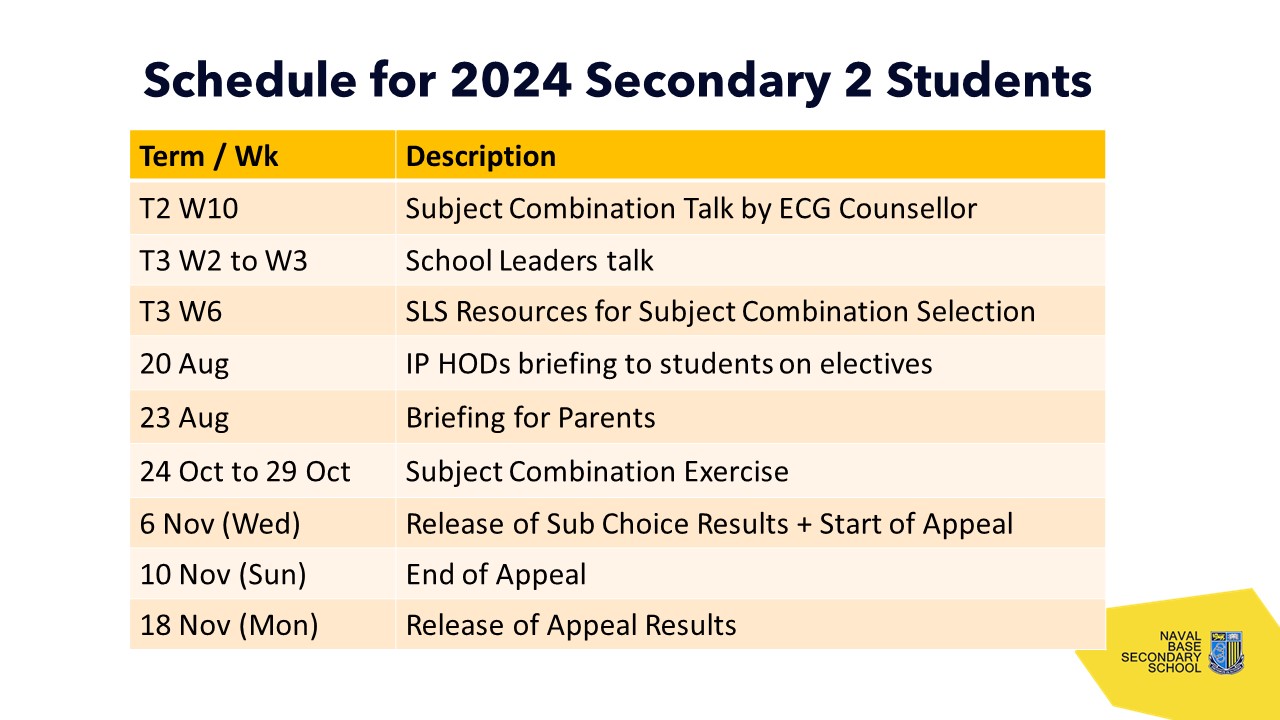 Schedule for 2024 Secondary 2 Students
Term / Wk Description
T2 W10 Subject Combination Talk by ECG Counsellor
T3 W2 to W3 School Leaders talk
T3 W6 SLS Resources for Subject Combination Selection
20 Aug IP HODs briefing to students on electives
23 Aug Briefing for Parents
24 Oct to 29 Oct Subject Combination Exercise
6 Nov (Wed) Release of Sub Choice Results + Start of Appeal
10 Nov (Sun) End of Appeal
18 Nov (Mon) Release of Appeal Results
NAVAL
BASE
SECONDARY
SCHOOL